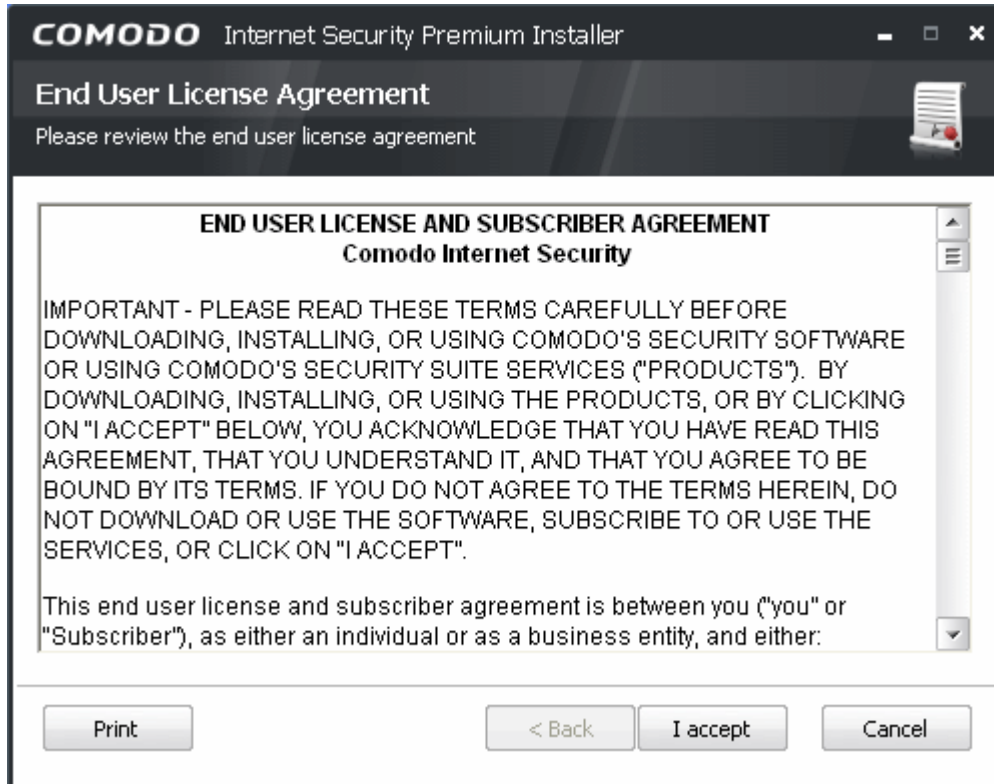 COMODO Internet Security Premium Installer
End User License Agreement
Please review the end user license agreement
END USER LICENSE AND SUBSCRIBER AGREEMENT
Comodo Internet Security
IMPORTANT - PLEASE READ THESE TERMS CAREFULLY BEFORE
DOWNLOADING, INSTALLING, OR USING COMODO'S SECURITY SOFTWARE
OR USING COMODO'S SECURITY SUITE SERVICES ("PRODUCTS").  BY
DOWNLOADING, INSTALLING, OR USING THE PRODUCTS, OR BY CLICKING
ON "I ACCEPT" BELOW, YOU ACKNOWLEDGE THAT YOU HAVE READ THIS
AGREEMENT, THAT YOU UNDERSTAND IT, AND THAT YOU AGREE TO BE
BOUND BY ITS TERMS. IF YOU DO NOT AGREE TO THE TERMS HEREIN, DO
NOT DOWNLOAD OR USE THE SOFTWARE, SUBSCRIBE TO OR USE THE
SERVICES, OR CLICK ON "I ACCEPT".
This end user license and subscriber agreement is between you ("you" or
"Subscriber"), as either an individual or as a business entity, and either:
Print
< Back
I accept
Cancel